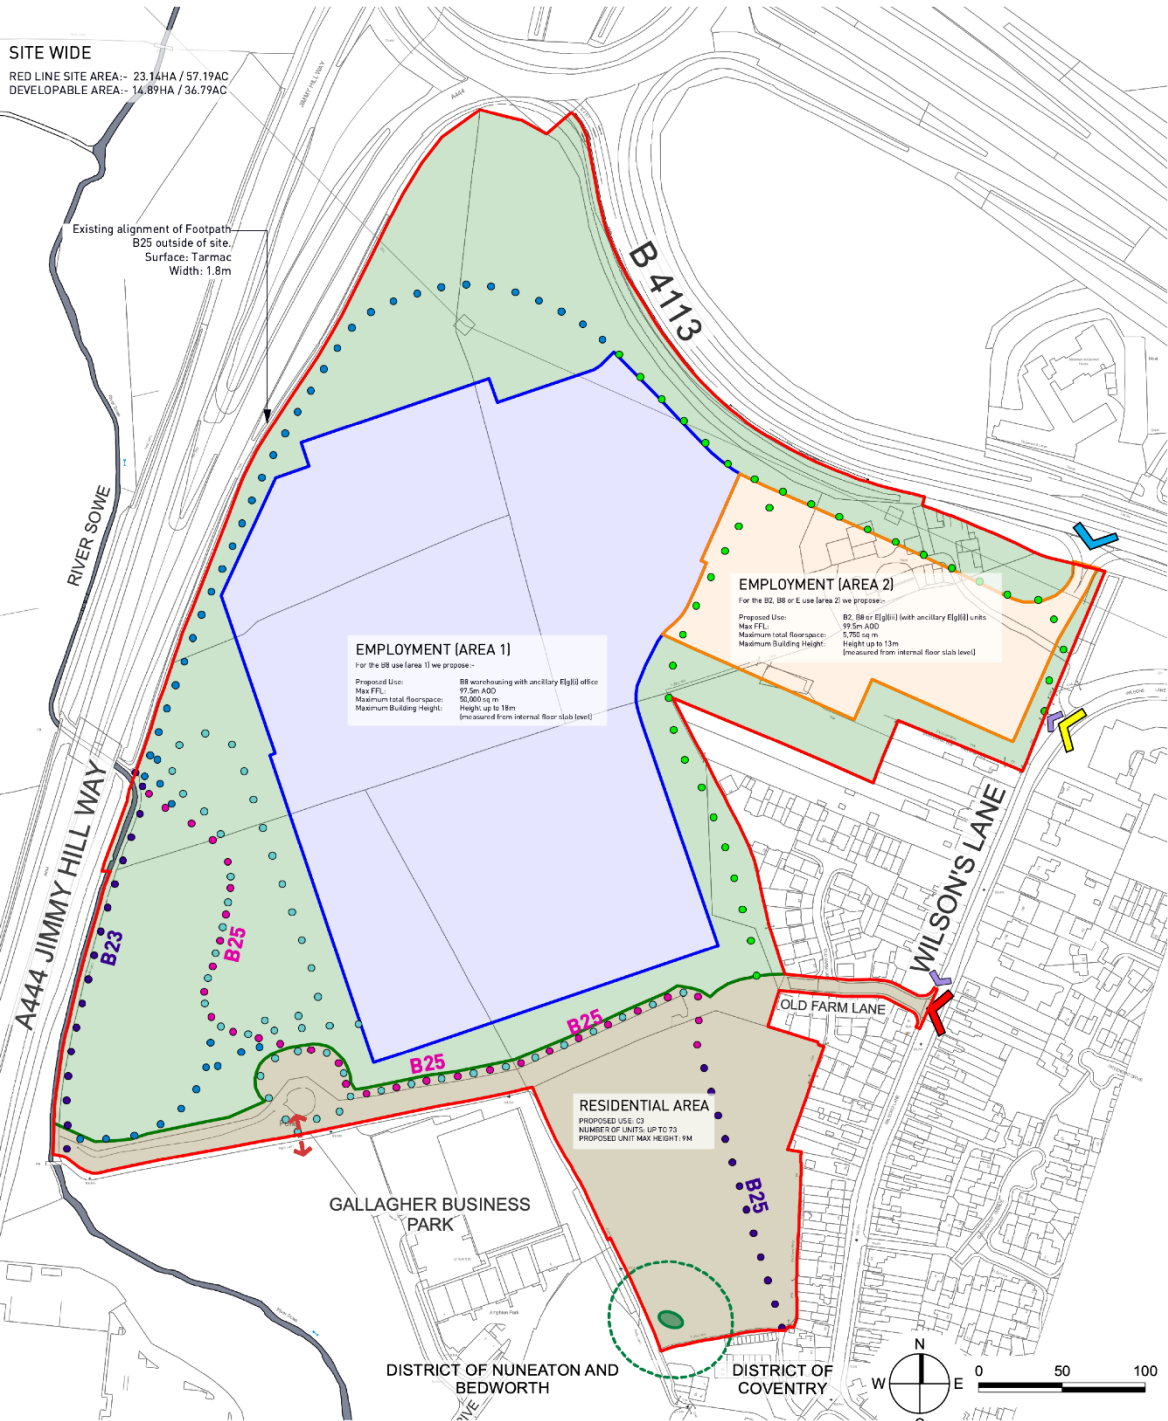 SITE WIDE
RED LINE SITE AREA:- 23.14HA / 57.19AC
DEVELOPABLE AREA:- 14.89HA / 36.79AC
JIMMY HILL WAY
A444
Existing alignment of Footpath
B25 outside of site.
Surface: Tarmac
Width: 1.8m
B 4113
RIVER SOWE
EMPLOYMENT (AREA 2)
For the B2, B8 or E use (area 2) we propose:-
Proposed Use: B2, B8 or E(g)(iii) (with ancillary E(g)(i)) units
Max FFL: 99.5m AOD
Maximum total floorspace: 5,750 sq m
Maximum Building Height: Height up to 13m
(measured from internal floor slab level)
EMPLOYMENT (AREA 1)
For the B8 use (area 1) we propose:-
Proposed Use: B8 warehousing with ancillary E(g)(i) office
Max FFL: 97.5m AOD
Maximum total floorspace: 50,000 sq m
Maximum Building Height: Height up to 18m
(measured from internal floor slab level)
A444 JIMMY HILL WAY
WILSON'S LANE
B23
B25
OLD FARM LANE
B25
B25
RESIDENTIAL AREA
PROPOSED USE: C3
NUMBER OF UNITS: UP TO 73
PROPOSED UNIT MAX HEIGHT: 9M
B25
GALLAGHER BUSINESS
PARK
DISTRICT OF NUNEATON AND
BEDWORTH
DISTRICT OF
COVENTRY
N
W E
0 50 100